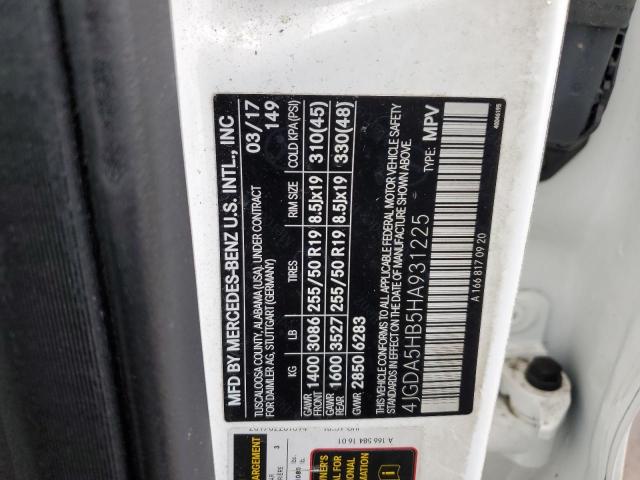 MFD BY MERCEDES-BENZ U.S. INTL., INC
TUSCALOOSA COUNTY, ALABAMA (USA), UNDER CONTRACT
FOR DAIMLER AG, STUTTGART (GERMANY)
03/17
149
KG LB TIRES RIM SIZE COLD KPA (PSI)
GAWR FRONT 1400 3086 255/50 R19 8.5Jx19 310(45)
GAWR REAR 1600 3527 255/50 R19 8.5Jx19 330(48)
GVWR 2850 6283
THIS VEHICLE CONFORMS TO ALL APPLICABLE FEDERAL MOTOR VEHICLE SAFETY
STANDARDS IN EFFECT ON THE DATE OF MANUFACTURE SHOWN ABOVE.
4JGDA5HB5HA931225 TYPE: MPV
A 166 817 09 20
A 166 584 16 01